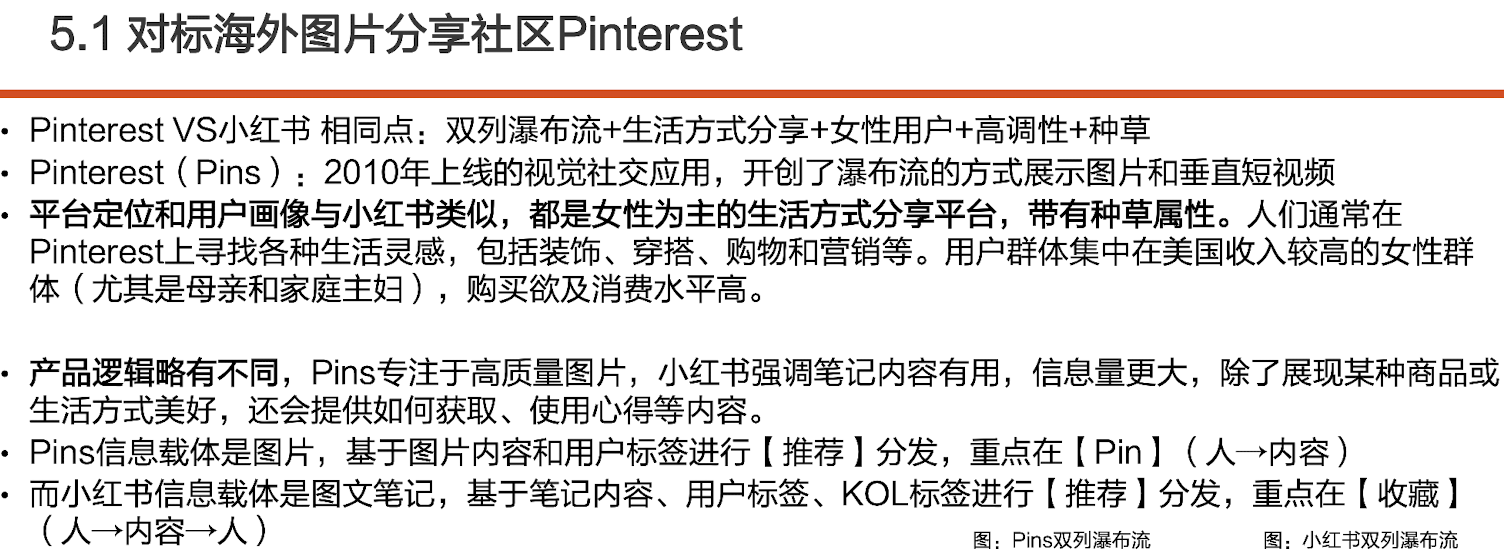 5.1 对标海外图片分享社区Pinterest
• Pinterest VS小红书 相同点：双列瀑布流+生活方式分享+女性用户+高调性+种草
• Pinterest（Pins）：2010年上线的视觉社交应用，开创了瀑布流的方式展示图片和垂直短视频
• 平台定位和用户画像与小红书类似，都是女性为主的生活方式分享平台，带有种草属性。人们通常在
Pinterest上寻找各种生活灵感，包括装饰、穿搭、购物和营销等。用户群体集中在美国收入较高的女性群
体（尤其是母亲和家庭主妇），购买欲及消费水平高。
• 产品逻辑略有不同，Pins专注于高质量图片，小红书强调笔记内容有用，信息量更大，除了展现某种商品或
生活方式美好，还会提供如何获取、使用心得等内容。
• Pins信息载体是图片，基于图片内容和用户标签进行【推荐】分发，重点在【Pin】（人→内容）
• 而小红书信息载体是图文笔记，基于笔记内容、用户标签、KOL标签进行【推荐】分发，重点在【收藏】
（人→内容→人）
图：Pins双列瀑布流
图：小红书双列瀑布流